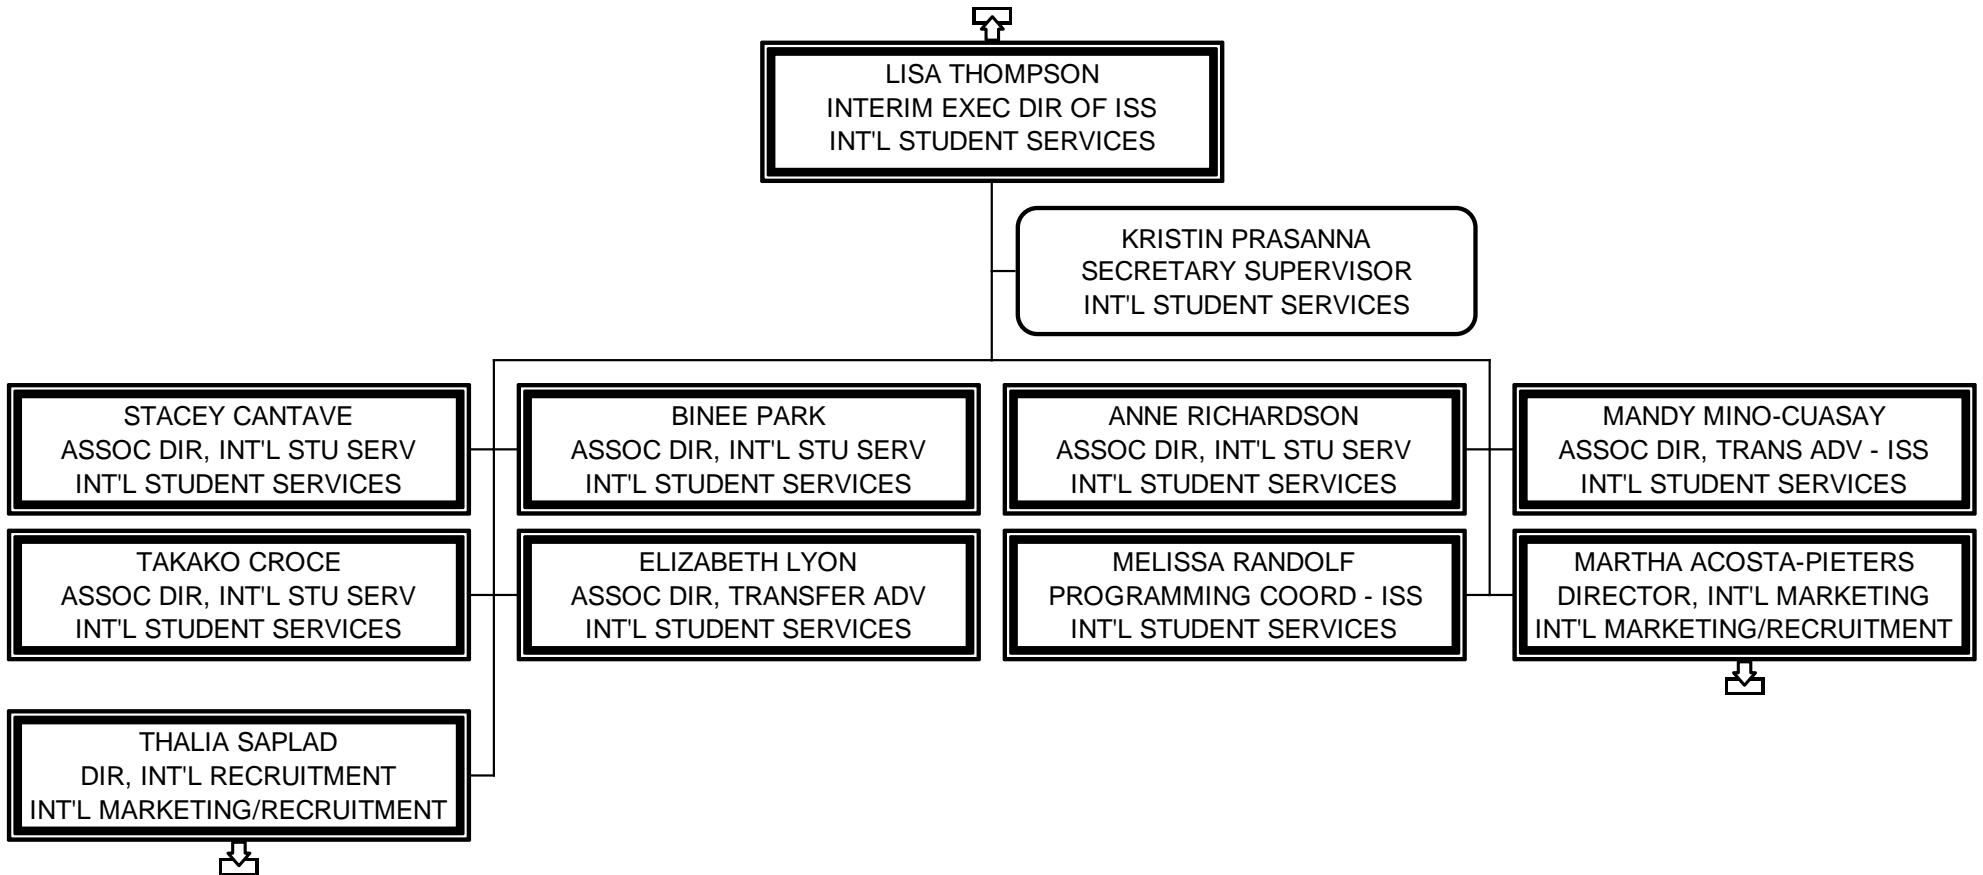 LISA THOMPSON
INTERIM EXEC DIR OF ISS
INT'L STUDENT SERVICES
KRISTIN PRASANNA
SECRETARY SUPERVISOR
INT'L STUDENT SERVICES
STACEY CANTAVE
ASSOC DIR, INT'L STU SERV
INT'L STUDENT SERVICES
BINEE PARK
ASSOC DIR, INT'L STU SERV
INT'L STUDENT SERVICES
ANNE RICHARDSON
ASSOC DIR, INT'L STU SERV
INT'L STUDENT SERVICES
MANDY MINO-CUASAY
ASSOC DIR, TRANS ADV - ISS
INT'L STUDENT SERVICES
TAKAKO CROCE
ASSOC DIR, INT'L STU SERV
INT'L STUDENT SERVICES
ELIZABETH LYON
ASSOC DIR, TRANSFER ADV
INT'L STUDENT SERVICES
MELISSA RANDOLF
PROGRAMMING COORD - ISS
INT'L STUDENT SERVICES
MARTHA ACOSTA-PIETERS
DIRECTOR, INT'L MARKETING
INT'L MARKETING/RECRUITMENT
THALIA SAPLAD
DIR, INT'L RECRUITMENT
INT'L MARKETING/RECRUITMENT